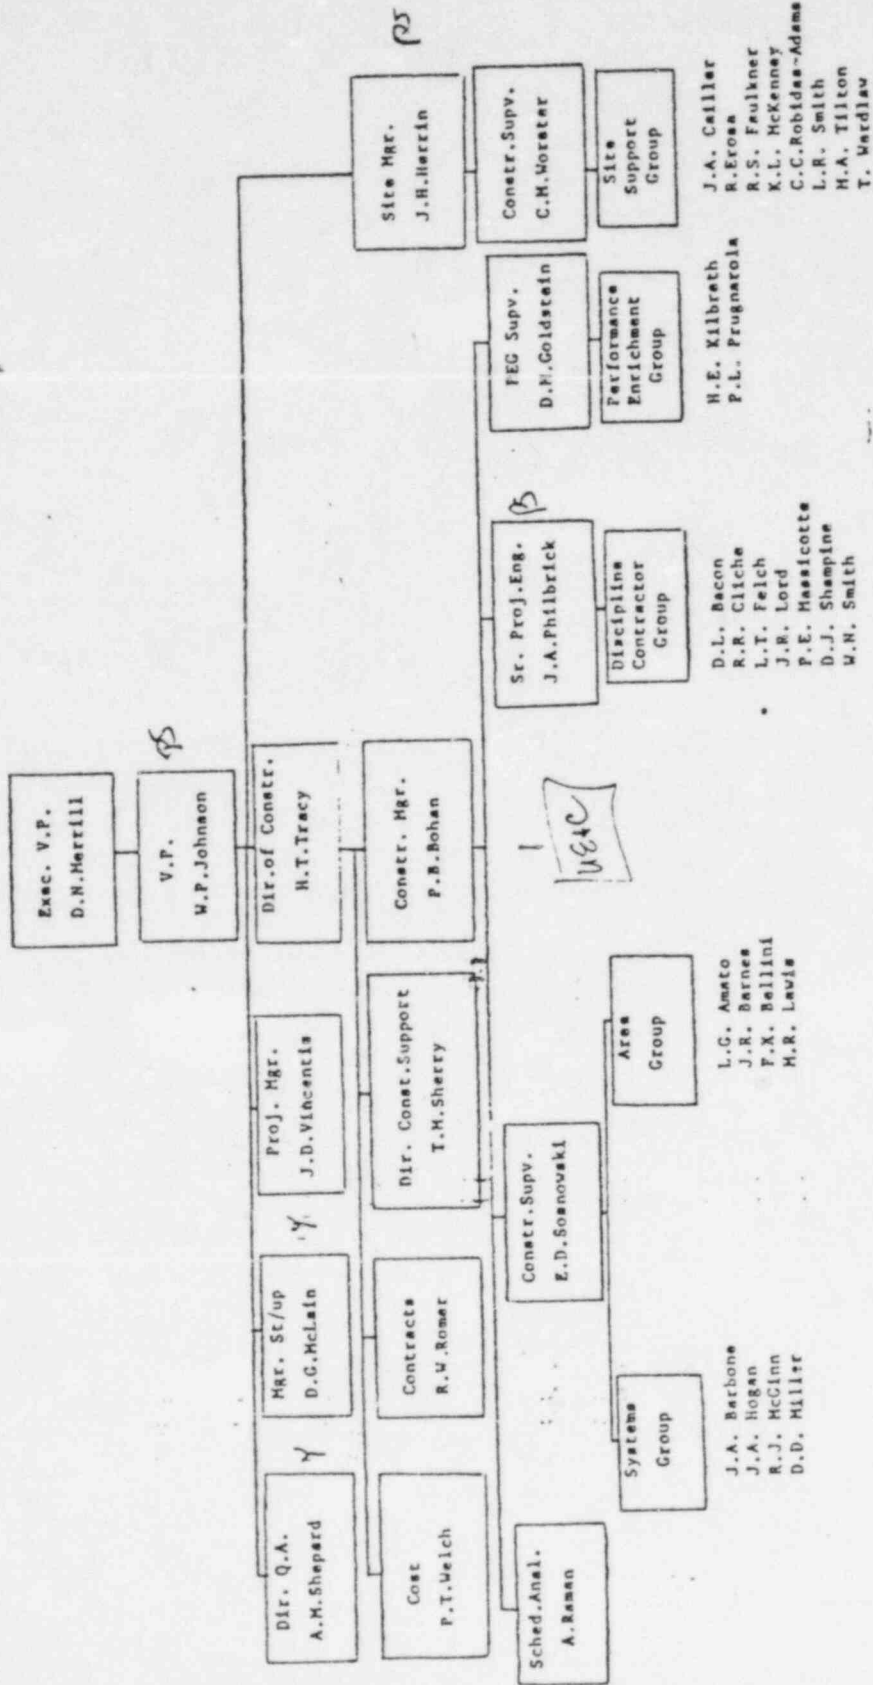 Exec. V.P.
D.N.Merrill
V.P.
W.P.Johnson
Dir. Q.A.
A.M.Shepard
Mgr. St/up
D.G.McLain
Proj. Mgr.
J.D.Vincentis
Dir.of Constr.
H.T.Tracy
Site Mgr.
J.H.Herrin
Cost
P.T.Welch
Contracts
R.W.Romer
Dir. Const.Support
T.M.Sherry
Constr. Mgr.
P.B.Bohan
Constr.Supv.
C.M.Worster
UE&C
Sched.Anal.
A.Raman
Constr.Supv.
E.D.Sosnowski
Sr. Proj.Eng.
J.A.Philbrick
PEG Supv.
D.H.Goldstein
Site
Support
Group
Systems
Group
Area
Group
Discipline
Contractor
Group
Performance
Enrichment
Group
J.A. Barbone
J.A. Hogan
R.J. McGinn
D.D. Miller
L.G. Amato
J.R. Barnes
F.X. Bellini
M.R. Lewis
D.L. Bacon
R.R. Cliche
L.T. Felch
J.R. Lord
P.E. Massicotte
D.J. Shampine
W.N. Smith
H.E. Kilbrath
P.L. Prugnarola
J.A. Cailler
R.Erosa
R.S. Faulkner
K.L. McKenney
C.C.Robidas-Adams
L.R. Smith
M.A. Tilton
T. Wardlaw